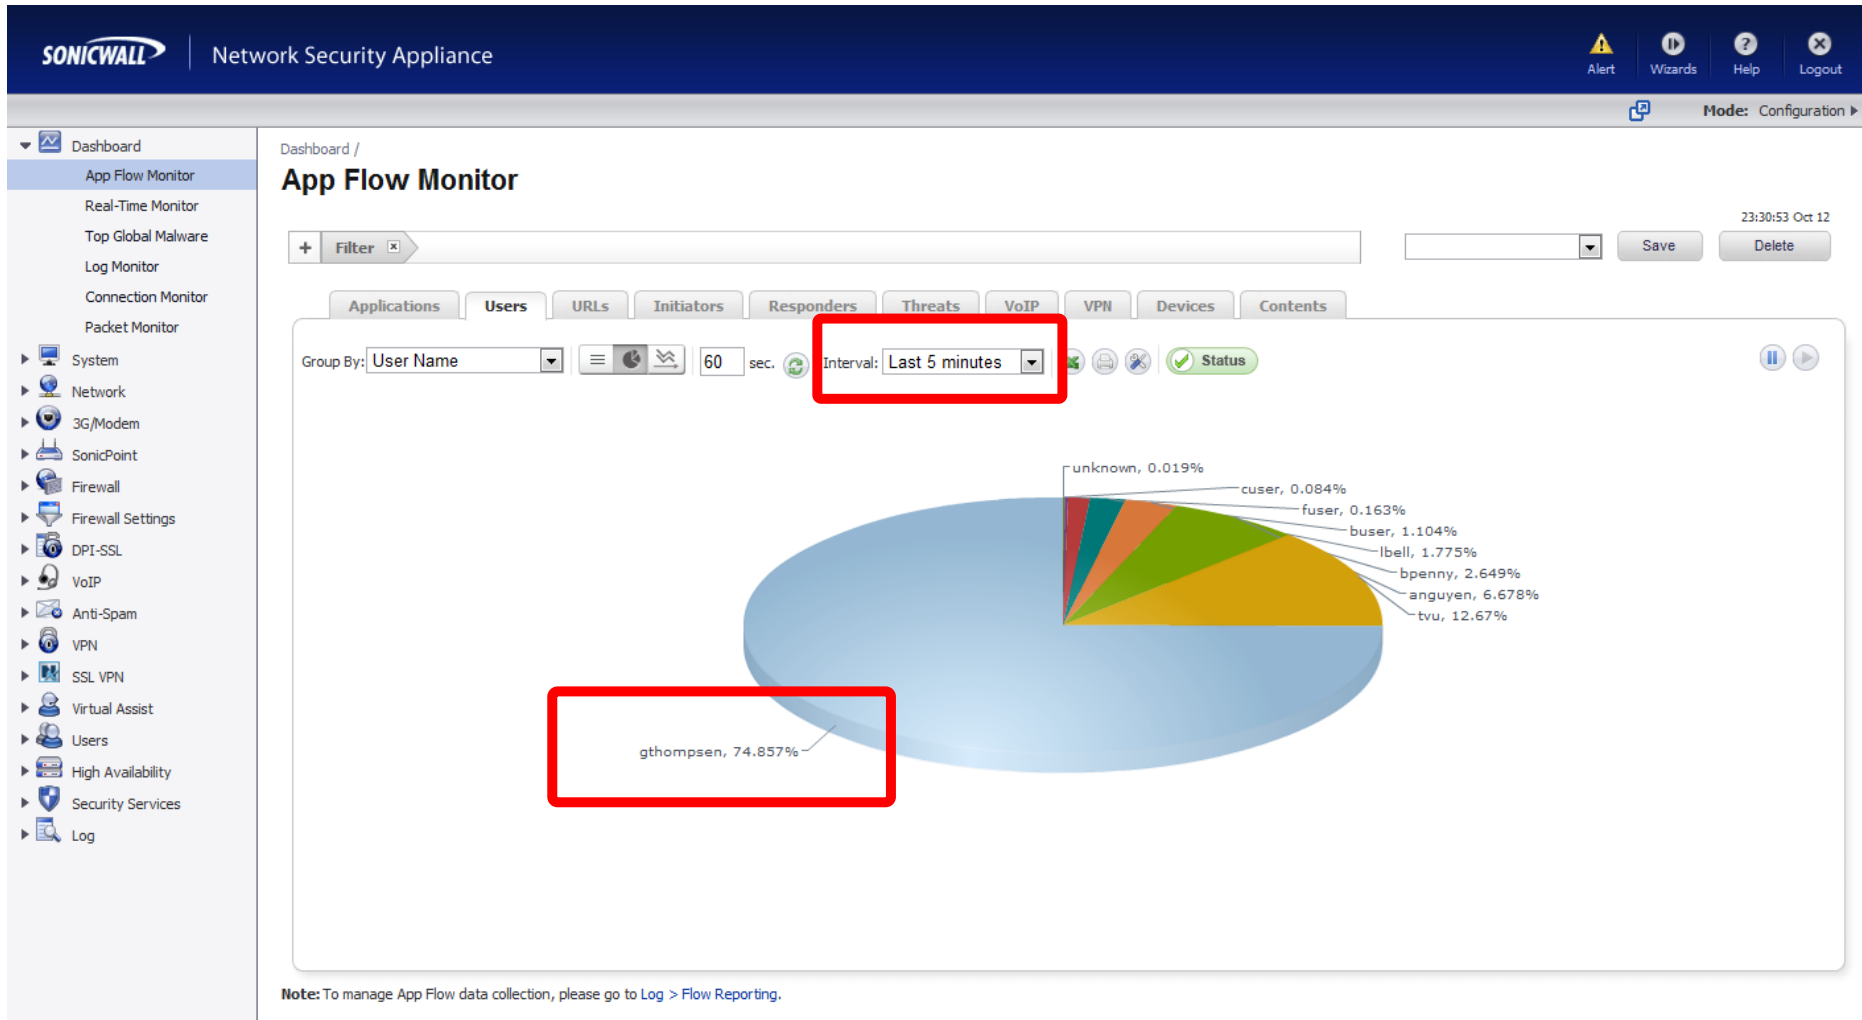 SONICWALL
Network Security Appliance
Alert
Wizards
Help
Logout
Mode: Configuration
Dashboard
App Flow Monitor
Real-Time Monitor
Top Global Malware
Log Monitor
Connection Monitor
Packet Monitor
System
Network
3G/Modem
SonicPoint
Firewall
Firewall Settings
DPI-SSL
VoIP
Anti-Spam
VPN
SSL VPN
Virtual Assist
Users
High Availability
Security Services
Log
Dashboard /
App Flow Monitor
23:30:53 Oct 12
+ Filter x
Save
Delete
Applications
Users
URLs
Initiators
Responders
Threats
VoIP
VPN
Devices
Contents
Group By: User Name
60 sec.
Interval: Last 5 minutes
Status
unknown, 0.019%
cuser, 0.084%
fuser, 0.163%
buser, 1.104%
lbell, 1.775%
bpenny, 2.649%
anguyen, 6.678%
tvu, 12.67%
gthompsen, 74.857%
Note: To manage App Flow data collection, please go to Log > Flow Reporting.